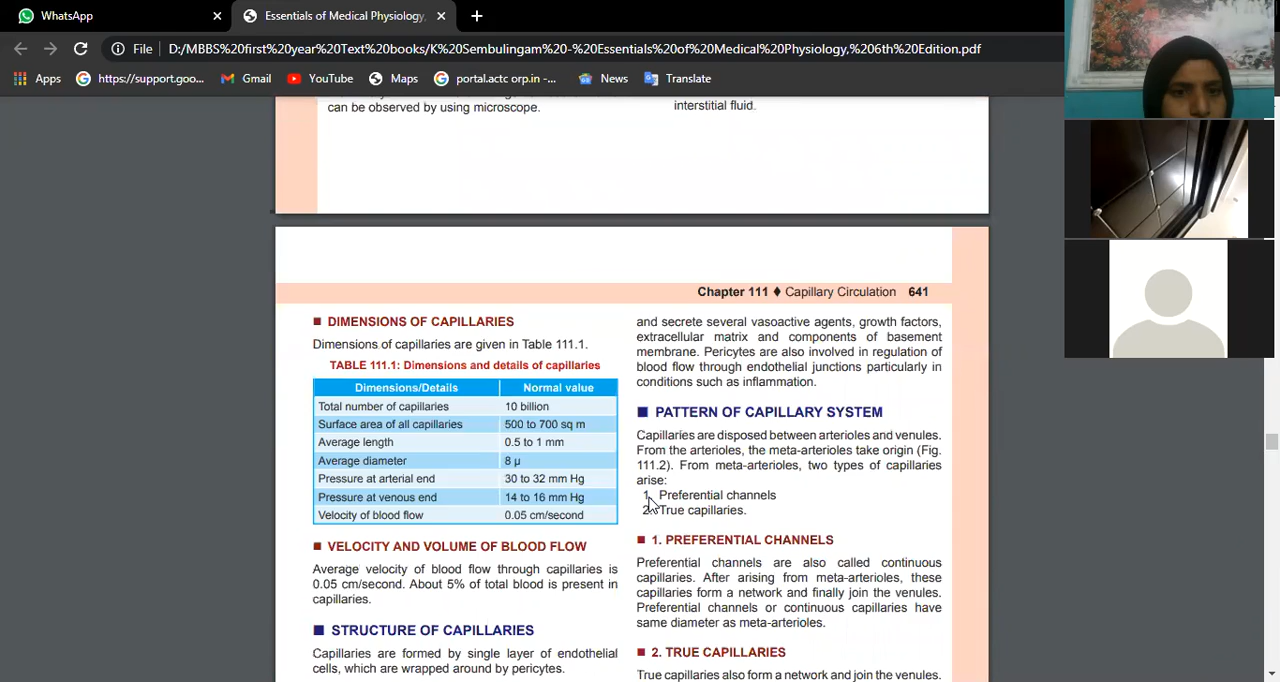 WhatsApp
Essentials of Medical Physiology,
File
D:/MBBS%20first%20year%20Text%20books/K%20Sembulingam%20-%20Essentials%20of%20Medical%20Physiology,%206th%20Edition.pdf
Apps
https://support.goo...
Gmail
YouTube
Maps
portal.actc orp.in -...
News
Translate
can be observed by using microscope.
interstitial fluid.
Chapter 111 ♦ Capillary Circulation 641
■ DIMENSIONS OF CAPILLARIES
Dimensions of capillaries are given in Table 111.1.
TABLE 111.1: Dimensions and details of capillaries
Dimensions/Details Normal value
Total number of capillaries 10 billion
Surface area of all capillaries 500 to 700 sq m
Average length 0.5 to 1 mm
Average diameter 8 µ
Pressure at arterial end 30 to 32 mm Hg
Pressure at venous end 14 to 16 mm Hg
Velocity of blood flow 0.05 cm/second
■ VELOCITY AND VOLUME OF BLOOD FLOW
Average velocity of blood flow through capillaries is
0.05 cm/second. About 5% of total blood is present in
capillaries.
■ STRUCTURE OF CAPILLARIES
Capillaries are formed by single layer of endothelial
cells, which are wrapped around by pericytes.
and secrete several vasoactive agents, growth factors,
extracellular matrix and components of basement
membrane. Pericytes are also involved in regulation of
blood flow through endothelial junctions particularly in
conditions such as inflammation.
■ PATTERN OF CAPILLARY SYSTEM
Capillaries are disposed between arterioles and venules.
From the arterioles, the meta-arterioles take origin (Fig.
111.2). From meta-arterioles, two types of capillaries
arise:
1. Preferential channels
2. True capillaries.
■ 1. PREFERENTIAL CHANNELS
Preferential channels are also called continuous
capillaries. After arising from meta-arterioles, these
capillaries form a network and finally join the venules.
Preferential channels or continuous capillaries have
same diameter as meta-arterioles.
■ 2. TRUE CAPILLARIES
True capillaries also form a network and join the venules.